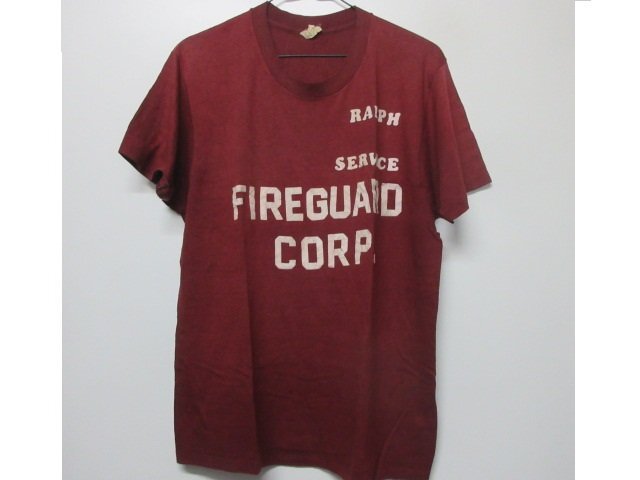 RALPH
SERVICE
FIREGUARD
CORP.